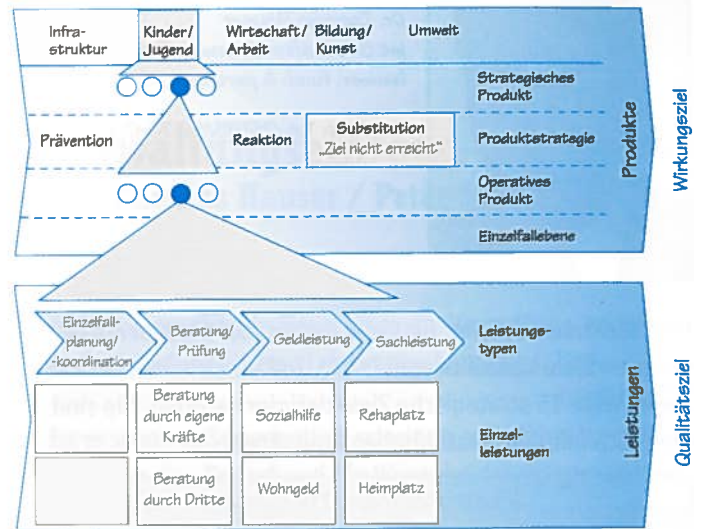 Infra-
struktur
Kinder/
Jugend
Wirtschaft/
Arbeit
Bildung/
Kunst
Umwelt
Strategisches
Produkt
Prävention
Reaktion
Substitution
„Ziel nicht erreicht“
Produktstrategie
Operatives
Produkt
Einzelfallebene
Produkte
Wirkungsziel
Einzelfall-
planung/
-koordination
Beratung/
Prüfung
Geldleistung
Sachleistung
Leistungs-
typen
Beratung
durch eigene
Kräfte
Sozialhilfe
Rehaplatz
Einzel-
leistungen
Beratung
durch Dritte
Wohngeld
Heimplatz
Leistungen
Qualitätsziel